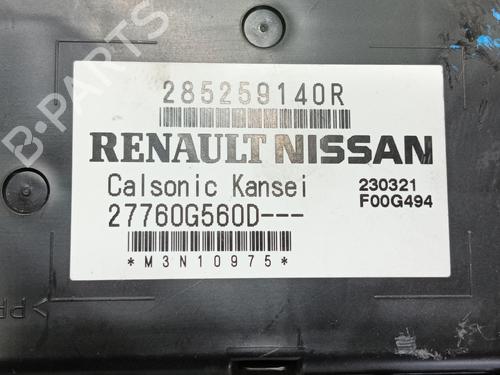 285259140R
RENAULT NISSAN
Calsonic Kansei 230321
27760G560D--- F00G494
*M3N10975*
B-PARTS